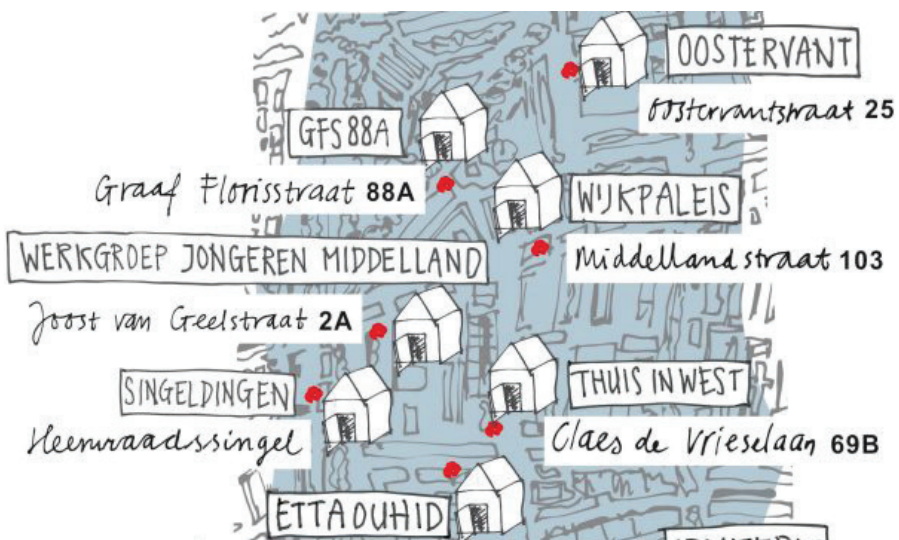 OOSTERVANT
Oostervantstraat 25
GFS88A
Graaf Florisstraat 88A
WIJKPALEIS
Middellandstraat 103
WERKGROEP JONGEREN MIDDELLAND
Joost van Geelstraat 2A
SINGELDINGEN
Heemraadssingel
THUIS IN WEST
Claes de Vrieselaan 69B
ETTAOUHID